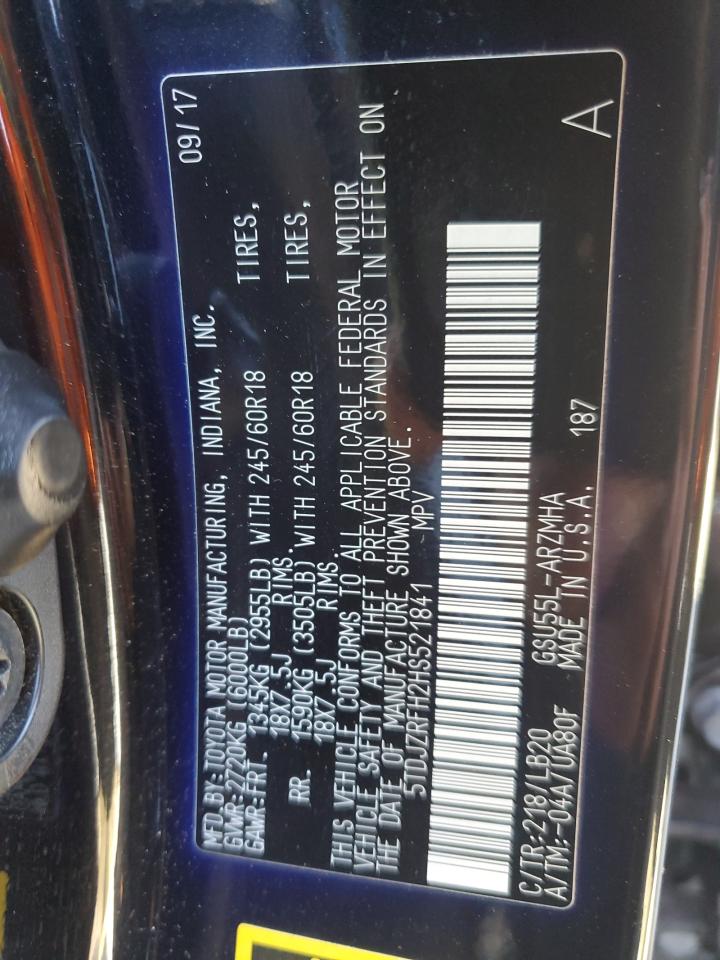 MFD.BY:TOYOTA MOTOR MANUFACTURING, INDIANA, INC. 09/17
GVWR:2720KG (6000LB)
GAWR:FRT. 1345KG (2955LB) WITH 245/60R18 TIRES,
18X7.5J RIMS.
RR. 1590KG (3505LB) WITH 245/60R18 TIRES,
18X7.5J RIMS.
THIS VEHICLE CONFORMS TO ALL APPLICABLE FEDERAL MOTOR
VEHICLE SAFETY AND THEFT PREVENTION STANDARDS IN EFFECT ON
THE DATE OF MANUFACTURE SHOWN ABOVE.
5TDJZRFH2HS521841 MPV
C/TR:218/LB20 GSU55L-ARZMHA
A/TM:-04A/UA80F MADE IN U.S.A. 187 A